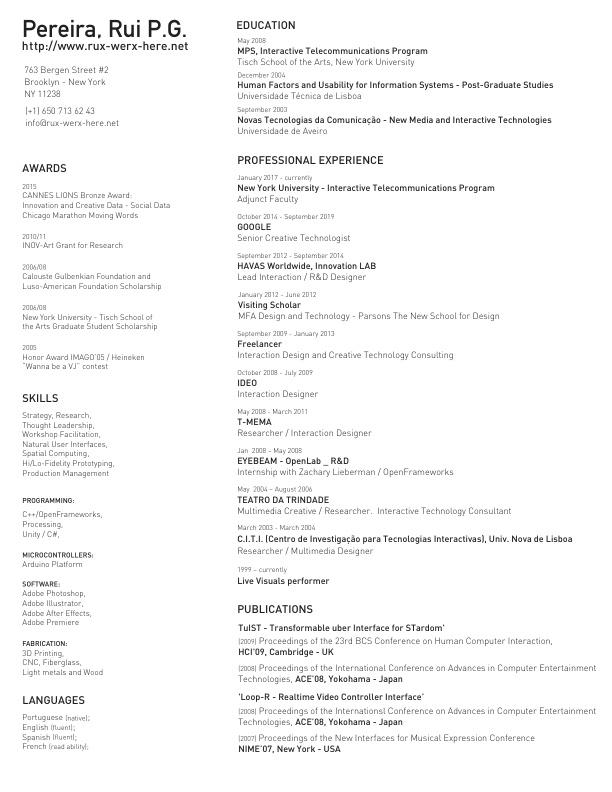 Pereira, Rui P.G.
http://www.rux-werx-here.net
763 Bergen Street #2
Brooklyn - New York
NY 11238
(+1) 650 713 62 43
info@rux-werx-here.net
AWARDS
2015
CANNES LIONS Bronze Award:
Innovation and Creative Data - Social Data
Chicago Marathon Moving Words
2010/11
INOV-Art Grant for Research
2006/08
Calouste Gulbenkian Foundation and
Luso-American Foundation Scholarship
2006/08
New York University - Tisch School of
the Arts Graduate Student Scholarship
2005
Honor Award IMAGO'05 / Heineken
"Wanna be a VJ" contest
SKILLS
Strategy, Research,
Thought Leadership,
Workshop Facilitation,
Natural User Interfaces,
Spatial Computing,
Hi/Lo-Fidelity Prototyping,
Production Management
PROGRAMMING:
C++/OpenFrameworks,
Processing,
Unity / C#,
MICROCONTROLLERS:
Arduino Platform
SOFTWARE:
Adobe Photoshop,
Adobe Illustrator,
Adobe After Effects,
Adobe Premiere
FABRICATION:
3D Printing,
CNC, Fiberglass,
Light metals and Wood
LANGUAGES
Portuguese (native);
English (fluent);
Spanish (fluent);
French (read ability);
EDUCATION
May 2008
MPS, Interactive Telecommunications Program
Tisch School of the Arts, New York University
December 2004
Human Factors and Usability for Information Systems - Post-Graduate Studies
Universidade Técnica de Lisboa
September 2003
Novas Tecnologias da Comunicação - New Media and Interactive Technologies
Universidade de Aveiro
PROFESSIONAL EXPERIENCE
January 2017 - currently
New York University - Interactive Telecommunications Program
Adjunct Faculty
October 2014 - September 2019
GOOGLE
Senior Creative Technologist
September 2012 - September 2014
HAVAS Worldwide, Innovation LAB
Lead Interaction / R&D Designer
January 2012 - June 2012
Visiting Scholar
MFA Design and Technology - Parsons The New School for Design
September 2009 - January 2013
Freelancer
Interaction Design and Creative Technology Consulting
October 2008 - July 2009
IDEO
Interaction Designer
May 2008 - March 2011
T-MEMA
Researcher / Interaction Designer
Jan 2008 – May 2008
EYEBEAM - OpenLab _ R&D
Internship with Zachary Lieberman / OpenFrameworks
May 2004 – August 2006
TEATRO DA TRINDADE
Multimedia Creative / Researcher. Interactive Technology Consultant
March 2003 - March 2004
C.I.T.I. (Centro de Investigação para Tecnologias Interactivas), Univ. Nova de Lisboa
Researcher / Multimedia Designer
1999 – currently
Live Visuals performer
PUBLICATIONS
TuIST - Transformable uber Interface for STardom'
(2009) Proceedings of the 23rd BCS Conference on Human Computer Interaction,
HCI'09, Cambridge - UK
(2008) Proceedings of the International Conference on Advances in Computer Entertainment
Technologies, ACE'08, Yokohama - Japan
'Loop-R - Realtime Video Controller Interface'
(2008) Proceedings of the International Conference on Advances in Computer Entertainment
Technologies, ACE'08, Yokohama - Japan
(2007) Proceedings of the New Interfaces for Musical Expression Conference
NIME'07, New York - USA